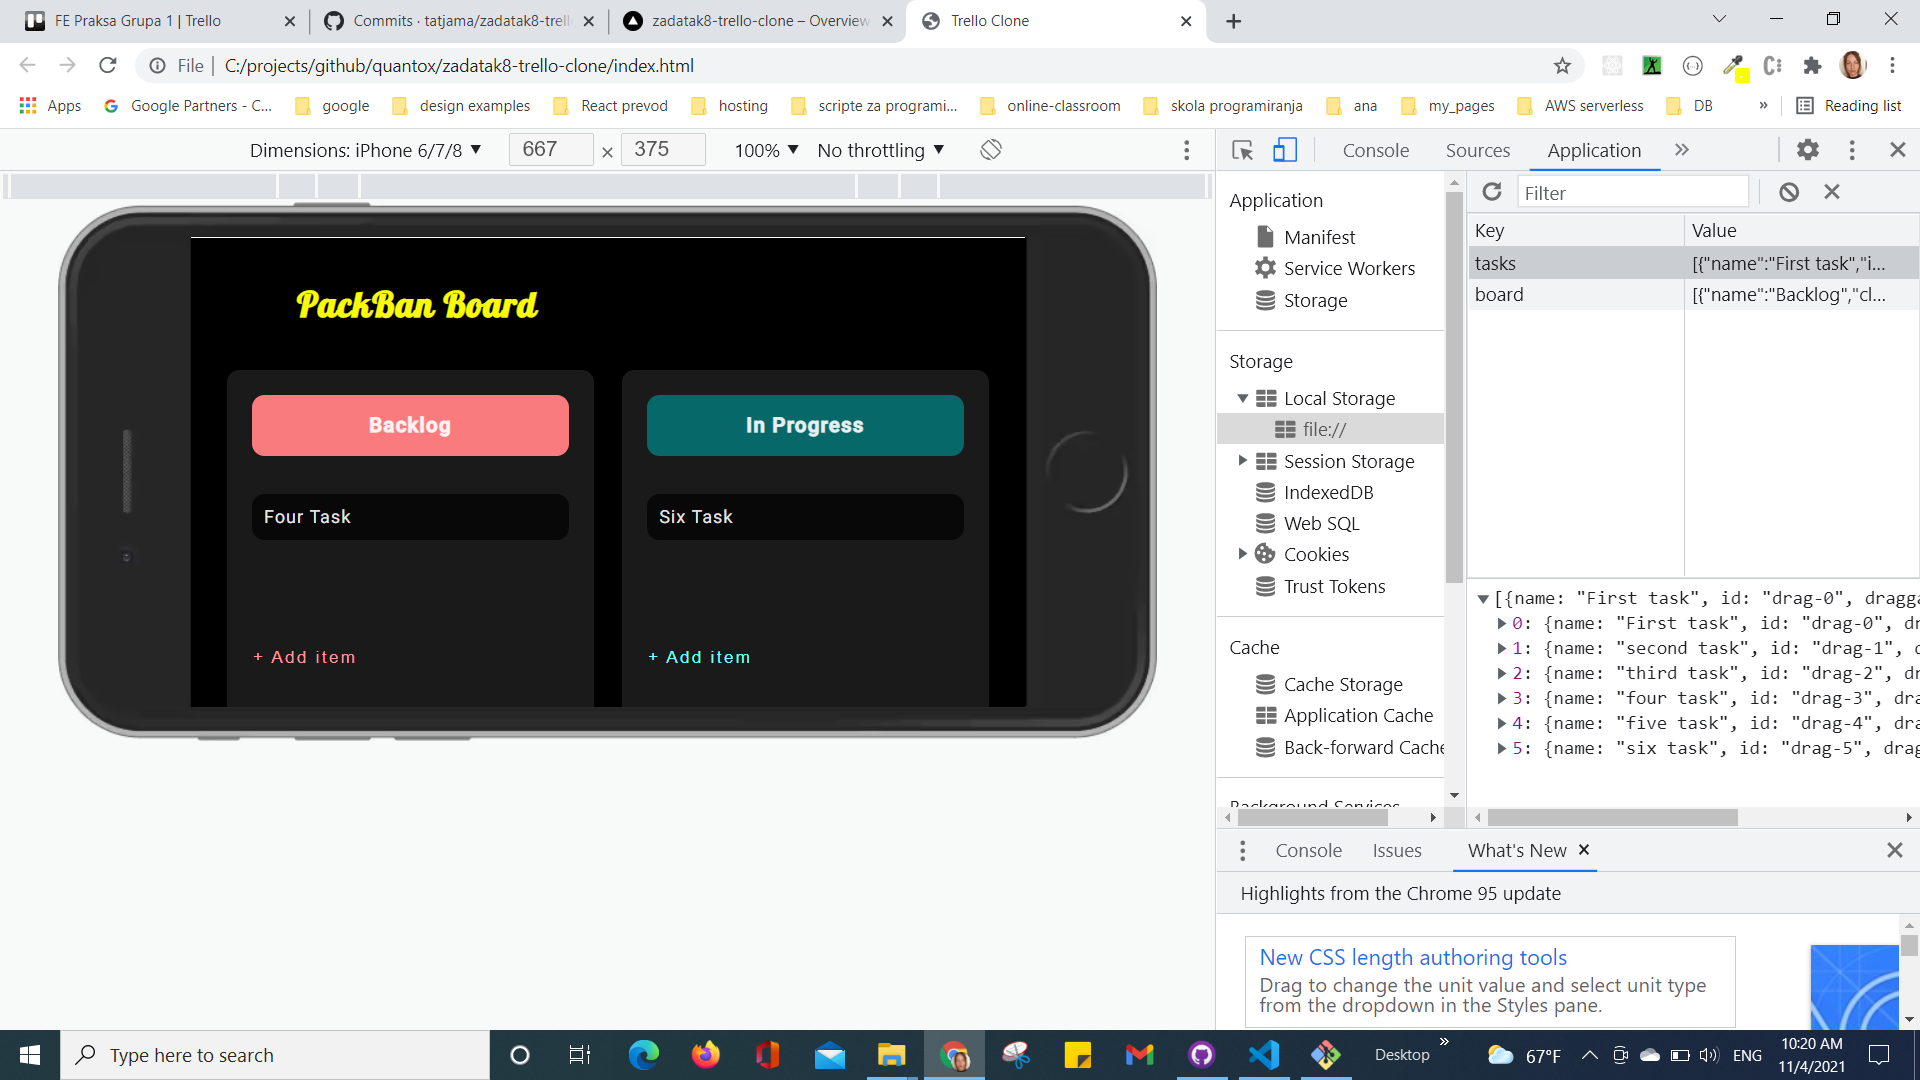 FE Praksa Grupa 1 | Trello
Commits · tatjama/zadatak8-trell
zadatak8-trello-clone – Overview
Trello Clone
File | C:/projects/github/quantox/zadatak8-trello-clone/index.html
Apps
Google Partners - C...
google
design examples
React prevod
hosting
scripte za programi...
online-classroom
skola programiranja
ana
my_pages
AWS serverless
DB
»
Reading list
Dimensions: iPhone 6/7/8
667 × 375
100%
No throttling
Console
Sources
Application
»
PackBan Board
Backlog
In Progress
Four Task
Six Task
+ Add item
+ Add item
Application
Manifest
Service Workers
Storage
Storage
Local Storage
file://
Session Storage
IndexedDB
Web SQL
Cookies
Trust Tokens
Cache
Cache Storage
Application Cache
Back-forward Cache
Background Services
Filter
Key
Value
tasks
[{"name":"First task","i...
board
[{"name":"Backlog","cl...
[{name: "First task", id: "drag-0", dragga
0: {name: "First task", id: "drag-0", dr
1: {name: "second task", id: "drag-1", d
2: {name: "third task", id: "drag-2", dr
3: {name: "four task", id: "drag-3", dra
4: {name: "five task", id: "drag-4", dra
5: {name: "six task", id: "drag-5", drag
Console
Issues
What's New
Highlights from the Chrome 95 update
New CSS length authoring tools
Drag to change the unit value and select unit type
from the dropdown in the Styles pane.
Type here to search
Desktop
»
67°F
ENG
10:20 AM
11/4/2021